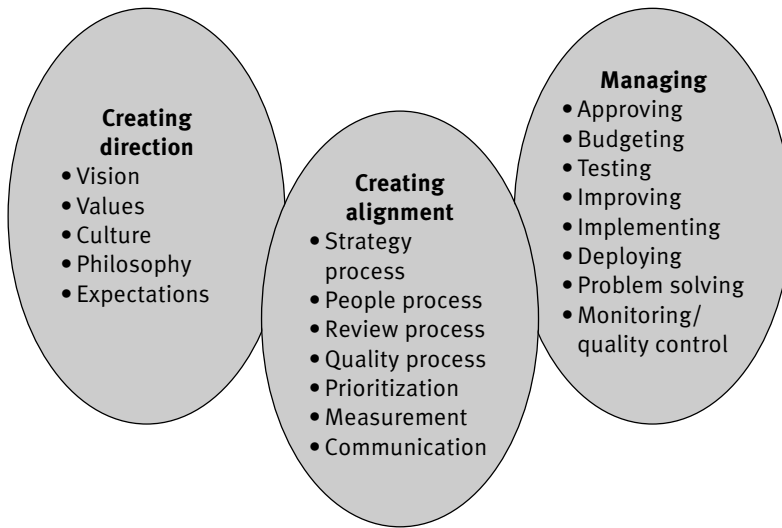 Creating
direction
• Vision
• Values
• Culture
• Philosophy
• Expectations
Creating
alignment
• Strategy
process
• People process
• Review process
• Quality process
• Prioritization
• Measurement
• Communication
Managing
• Approving
• Budgeting
• Testing
• Improving
• Implementing
• Deploying
• Problem solving
• Monitoring/
quality control